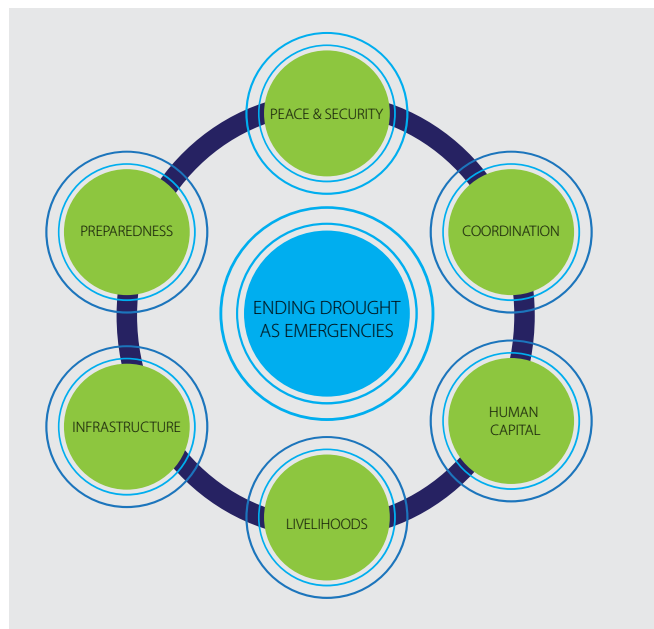 PEACE & SECURITY
PREPAREDNESS
COORDINATION
ENDING DROUGHT
AS EMERGENCIES
INFRASTRUCTURE
HUMAN
CAPITAL
LIVELIHOODS